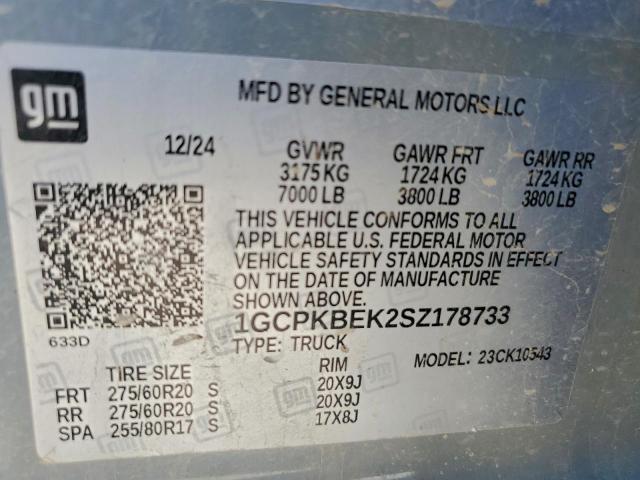 gm
MFD BY GENERAL MOTORS LLC
12/24 GVWR GAWR FRT GAWR RR
3175 KG 1724 KG 1724 KG
7000 LB 3800 LB 3800 LB
THIS VEHICLE CONFORMS TO ALL
APPLICABLE U.S. FEDERAL MOTOR
VEHICLE SAFETY STANDARDS IN EFFECT
ON THE DATE OF MANUFACTURE
SHOWN ABOVE.
1GCPKBEK2SZ178733
633D
TYPE: TRUCK MODEL: 23CK10543
TIRE SIZE RIM
FRT 275/60R20 S 20X9J
RR 275/60R20 S 20X9J
SPA 255/80R17 S 17X8J